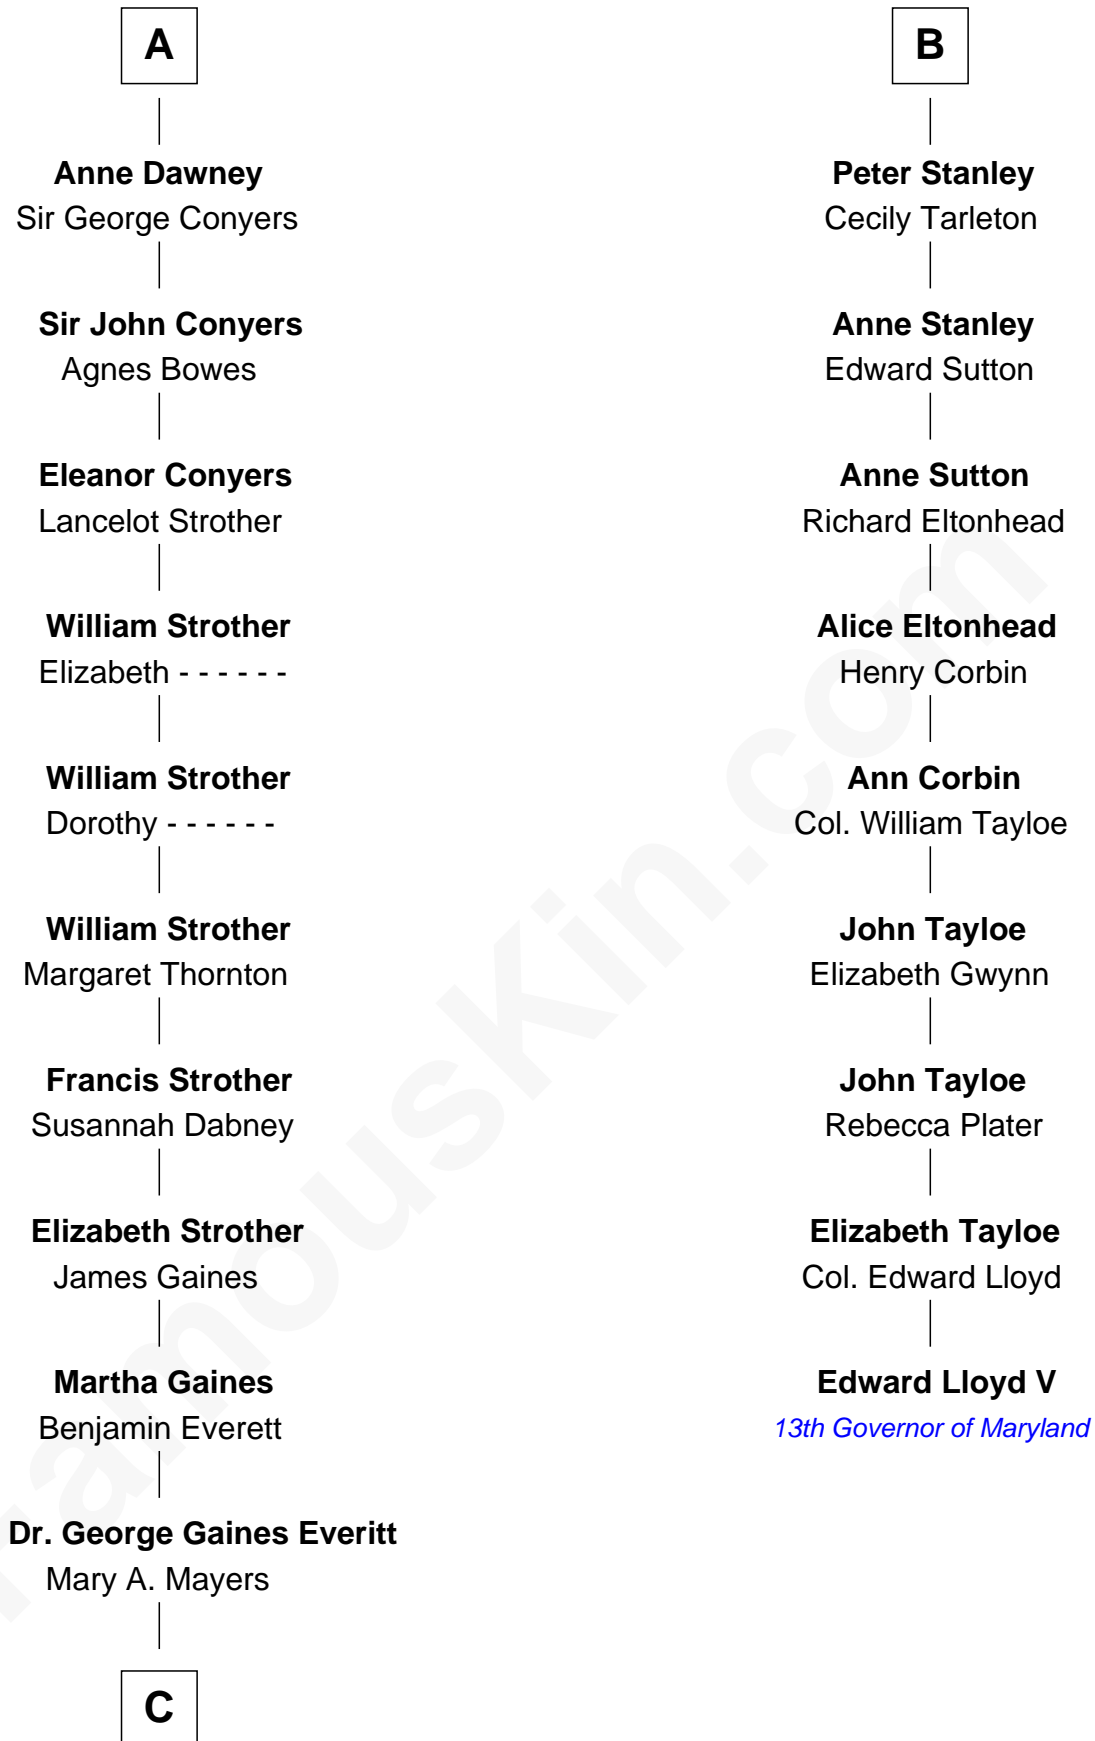 A
Anne Dawney
Sir George Conyers
Sir John Conyers
Agnes Bowes
Eleanor Conyers
Lancelot Strother
William Strother
Elizabeth - - - - - -
William Strother
Dorothy - - - - - -
William Strother
Margaret Thornton
Francis Strother
Susannah Dabney
Elizabeth Strother
James Gaines
Martha Gaines
Benjamin Everett
Dr. George Gaines Everitt
Mary A. Mayers
C
B
Peter Stanley
Cecily Tarleton
Anne Stanley
Edward Sutton
Anne Sutton
Richard Eltonhead
Alice Eltonhead
Henry Corbin
Ann Corbin
Col. William Tayloe
John Tayloe
Elizabeth Gwynn
John Tayloe
Rebecca Plater
Elizabeth Tayloe
Col. Edward Lloyd
Edward Lloyd V
13th Governor of Maryland
FamousKin.com